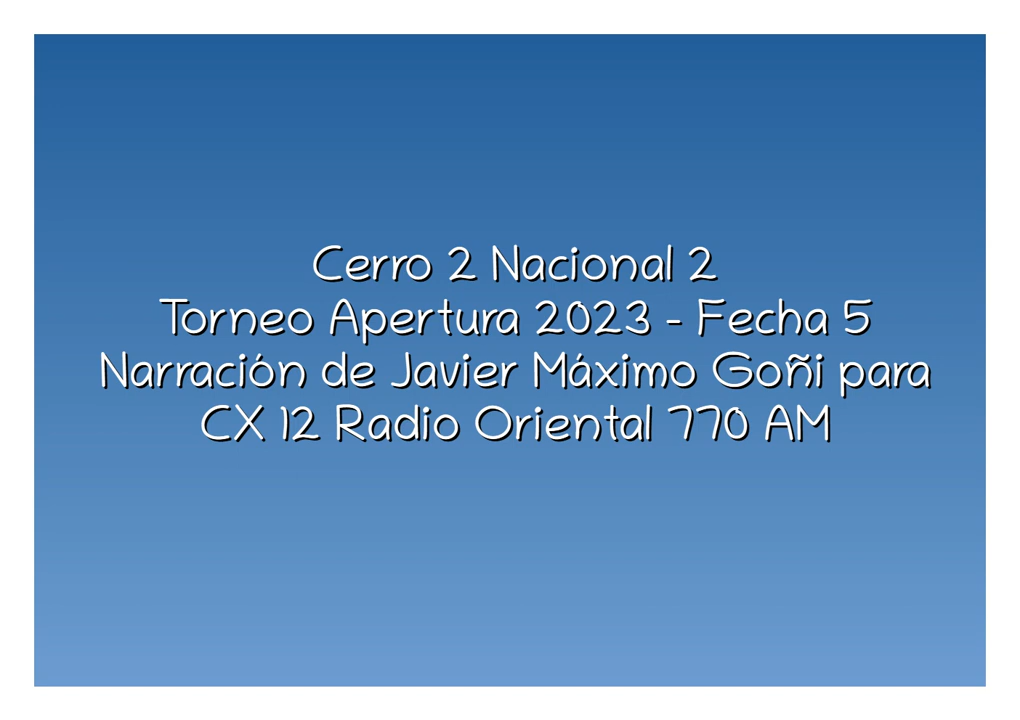 Cerro 2 Nacional 2
Torneo Apertura 2023 - Fecha 5
Narración de Javier Máximo Goñi para
CX 12 Radio Oriental 770 AM